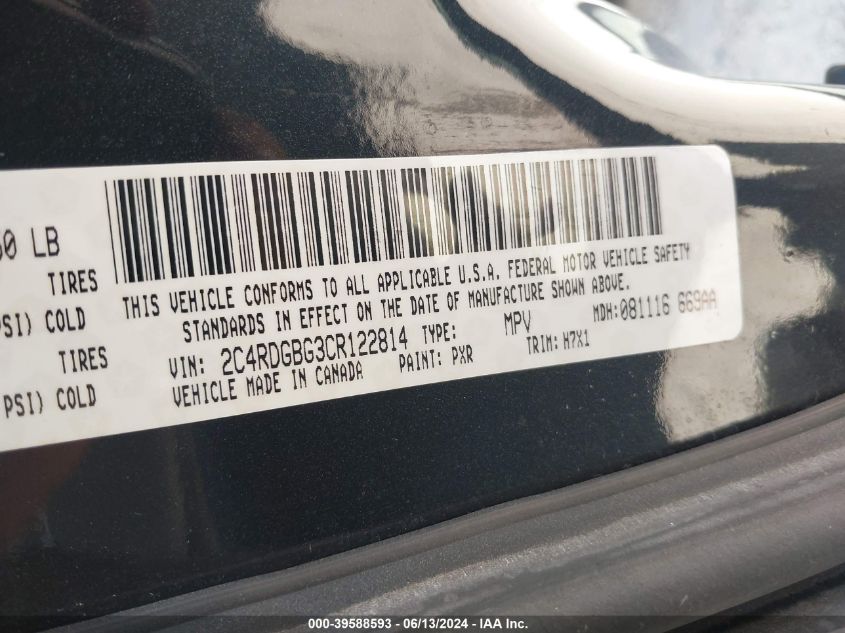 60 LB
TIRES
PSI) COLD
TIRES
PSI) COLD
THIS VEHICLE CONFORMS TO ALL APPLICABLE U.S.A. FEDERAL MOTOR VEHICLE SAFETY
STANDARDS IN EFFECT ON THE DATE OF MANUFACTURE SHOWN ABOVE.
VIN: 2C4RDGBG3CR122814 TYPE: MPV MDH:081116 669AA
VEHICLE MADE IN CANADA PAINT: PXR TRIM: H7X1
000-39588593 - 06/13/2024 - IAA Inc.